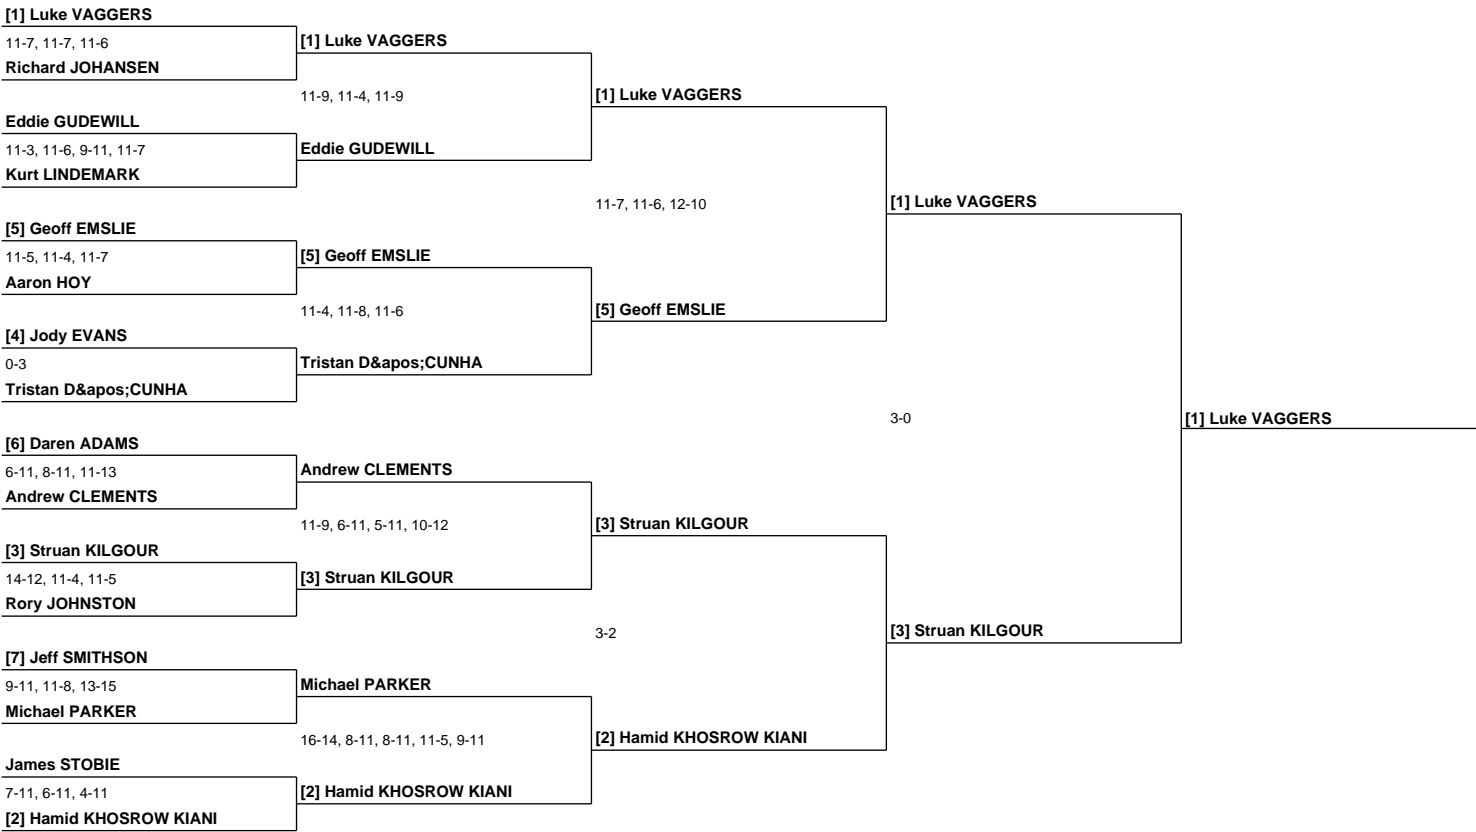 [1] Luke VAGGERS
11-7, 11-7, 11-6
Richard JOHANSEN
Eddie GUDEWILL
11-3, 11-6, 9-11, 11-7
Kurt LINDEMARK
[5] Geoff EMSLIE
11-5, 11-4, 11-7
Aaron HOY
[4] Jody EVANS
0-3
Tristan D&apos;CUNHA
[6] Daren ADAMS
6-11, 8-11, 11-13
Andrew CLEMENTS
[3] Struan KILGOUR
14-12, 11-4, 11-5
Rory JOHNSTON
[7] Jeff SMITHSON
9-11, 11-8, 13-15
Michael PARKER
James STOBIE
7-11, 6-11, 4-11
[2] Hamid KHOSROW KIANI
[1] Luke VAGGERS
11-9, 11-4, 11-9
Eddie GUDEWILL
[5] Geoff EMSLIE
11-4, 11-8, 11-6
Tristan D&apos;CUNHA
Andrew CLEMENTS
11-9, 6-11, 5-11, 10-12
[3] Struan KILGOUR
Michael PARKER
16-14, 8-11, 8-11, 11-5, 9-11
[2] Hamid KHOSROW KIANI
[1] Luke VAGGERS
11-7, 11-6, 12-10
[5] Geoff EMSLIE
[3] Struan KILGOUR
3-2
[2] Hamid KHOSROW KIANI
[1] Luke VAGGERS
3-0
[3] Struan KILGOUR
[1] Luke VAGGERS